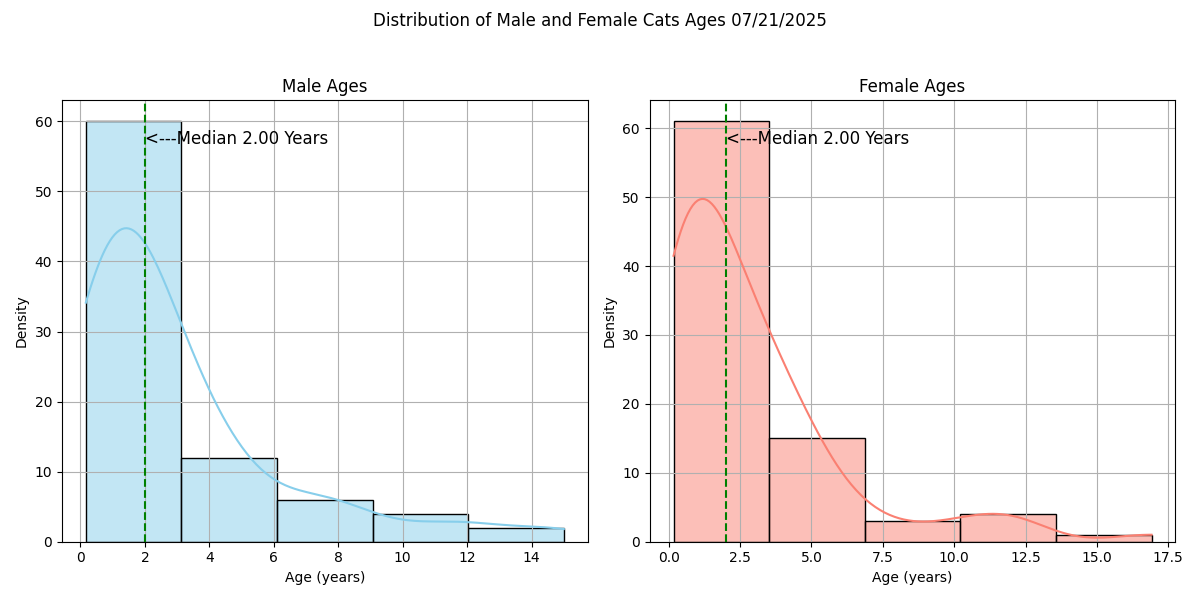 Distribution of Male and Female Cats Ages 07/21/2025
Male Ages
60
50
40
30
20
10
0
Density
<---Median 2.00 Years
0 2 4 6 8 10 12 14
Age (years)
Female Ages
60
50
40
30
20
10
0
Density
<---Median 2.00 Years
0.0 2.5 5.0 7.5 10.0 12.5 15.0 17.5
Age (years)